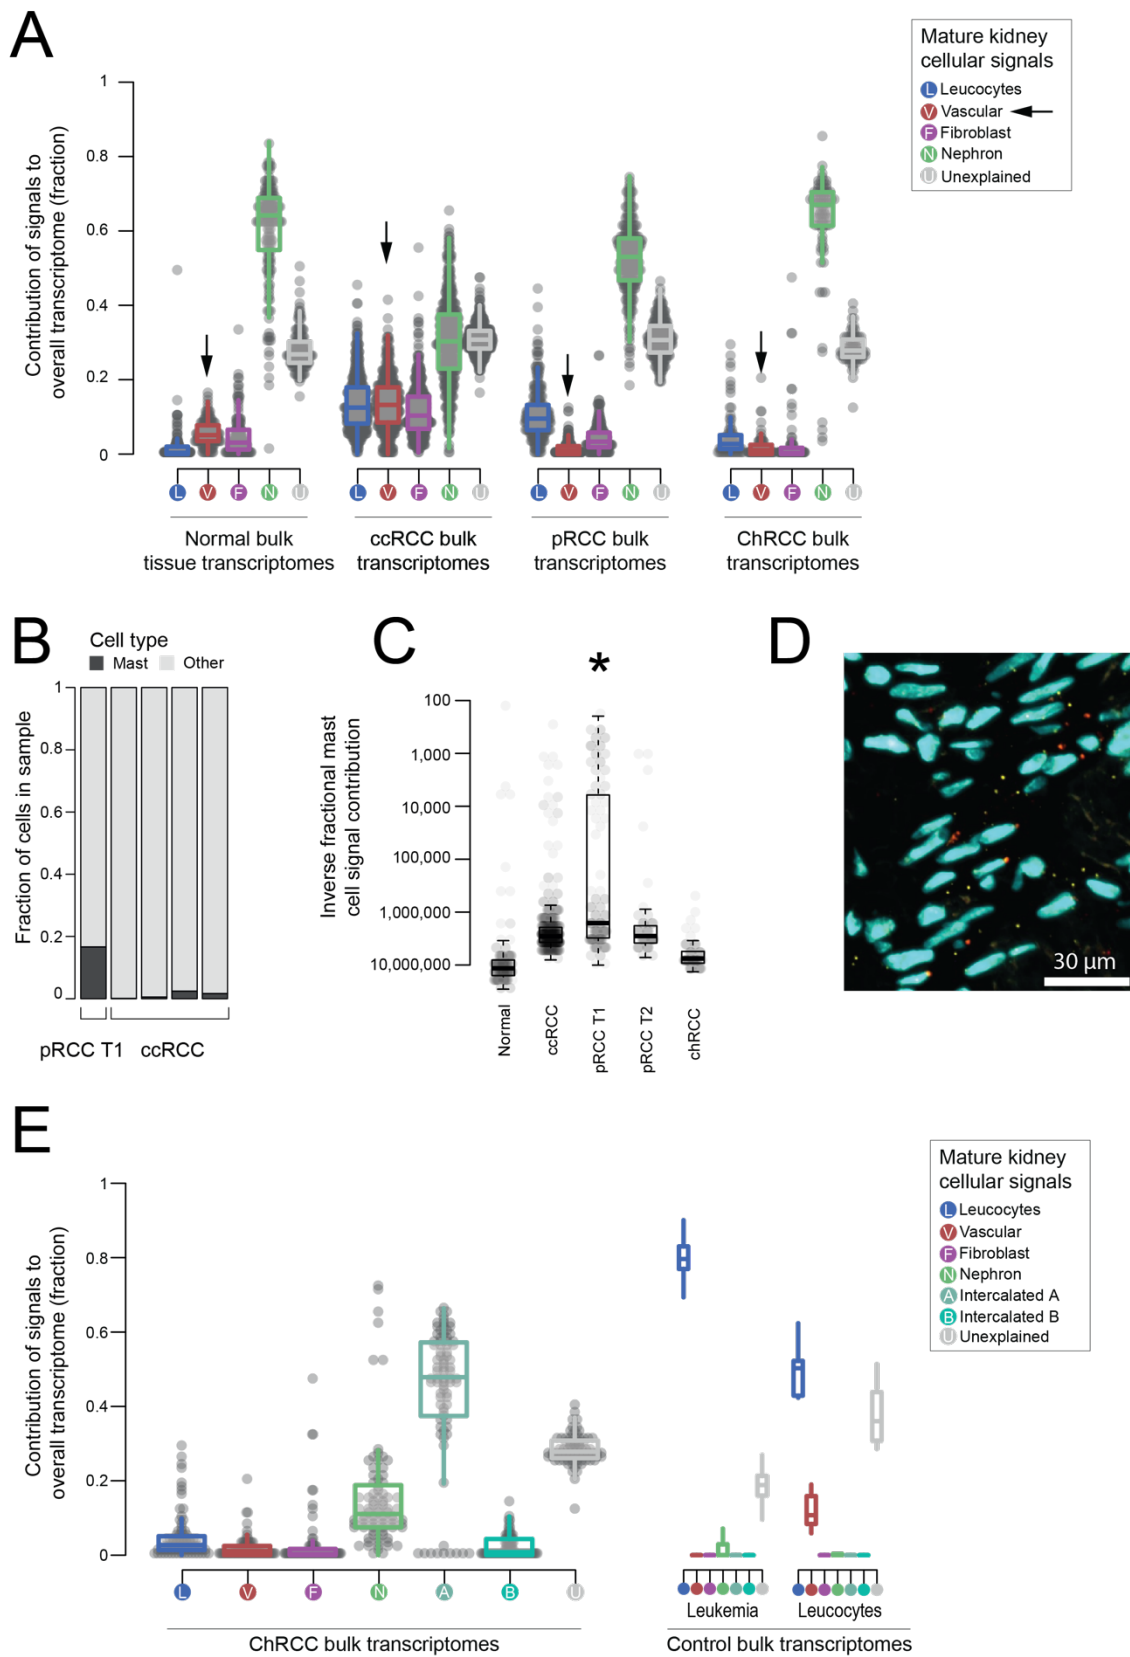 A
Mature kidney
cellular signals
L Leucocytes
V Vascular
F Fibroblast
N Nephron
U Unexplained
Contribution of signals to
overall transcriptome (fraction)
1
0.8
0.6
0.4
0.2
0
L V F N U
L V F N U
L V F N U
L V F N U
Normal bulk
tissue transcriptomes
ccRCC bulk
transcriptomes
pRCC bulk
transcriptomes
ChRCC bulk
transcriptomes
B
Cell type
Mast Other
Fraction of cells in sample
1
0.8
0.6
0.4
0.2
0
pRCC T1 ccRCC
C
*
Inverse fractional mast
cell signal contribution
100
1,000
10,000
100,000
1,000,000
10,000,000
Normal
ccRCC
pRCC T1
pRCC T2
chRCC
D
30 µm
E
Mature kidney
cellular signals
L Leucocytes
V Vascular
F Fibroblast
N Nephron
A Intercalated A
B Intercalated B
U Unexplained
Contribution of signals to
overall transcriptome (fraction)
1
0.8
0.6
0.4
0.2
0
L V F N A B U
Leukemia Leucocytes
ChRCC bulk transcriptomes
Control bulk transcriptomes